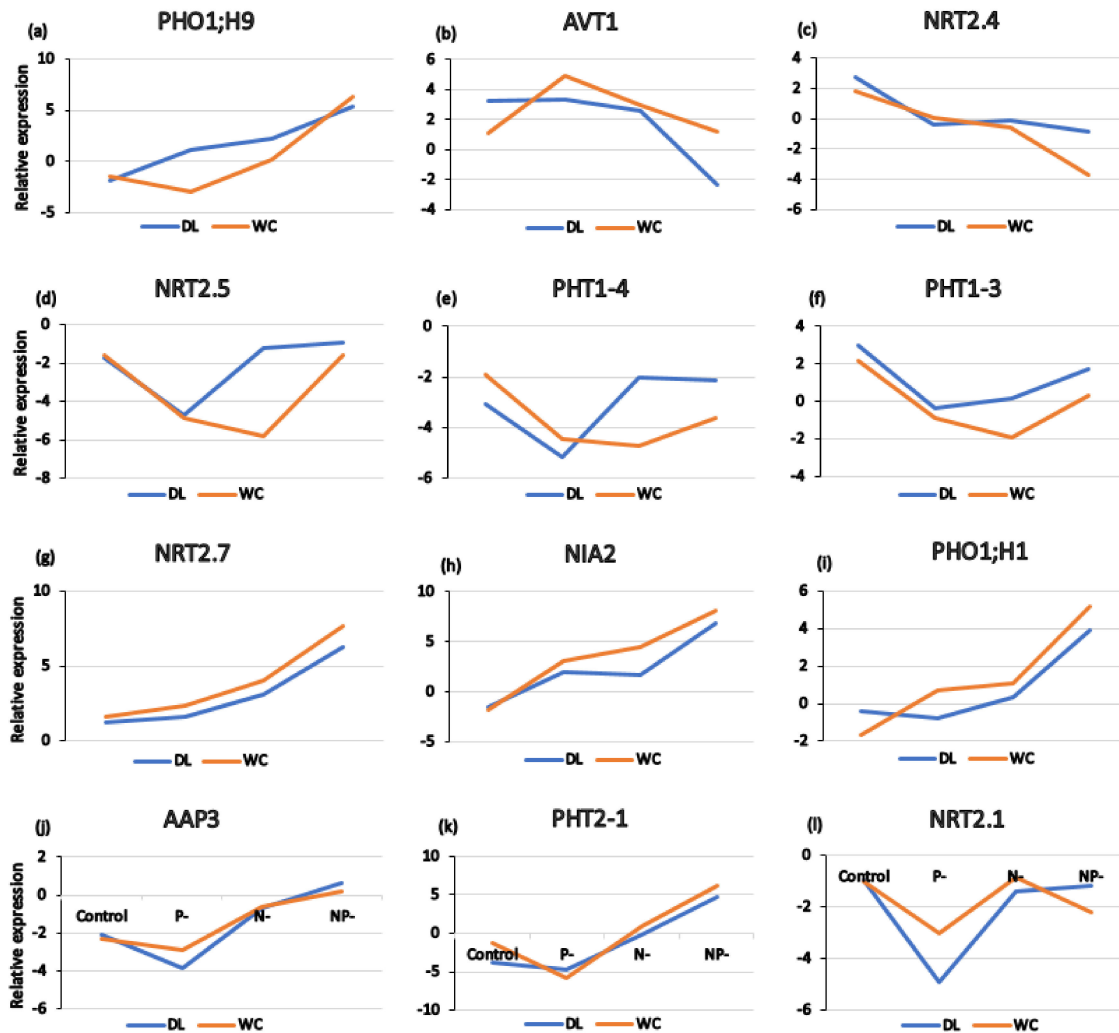 (a) PHO1;H9
Relative expression
10
5
0
-5
DL WC
(b) AVT1
6
4
2
0
-2
-4
DL WC
(c) NRT2.4
4
2
0
-2
-4
-6
DL WC
(d) NRT2.5
Relative expression
0
-2
-4
-6
-8
DL WC
(e) PHT1-4
0
-2
-4
-6
DL WC
(f) PHT1-3
4
2
0
-2
-4
DL WC
(g) NRT2.7
Relative expression
10
5
0
DL WC
(h) NIA2
10
5
0
-5
DL WC
(i) PHO1;H1
6
4
2
0
-2
DL WC
(j) AAP3
Relative expression
2
0
-2
-4
-6
Control P- N- NP-
DL WC
(k) PHT2-1
10
5
0
-5
-10
Control P- N- NP-
DL WC
(l) NRT2.1
0
-2
-4
-6
Control P- N- NP-
DL WC